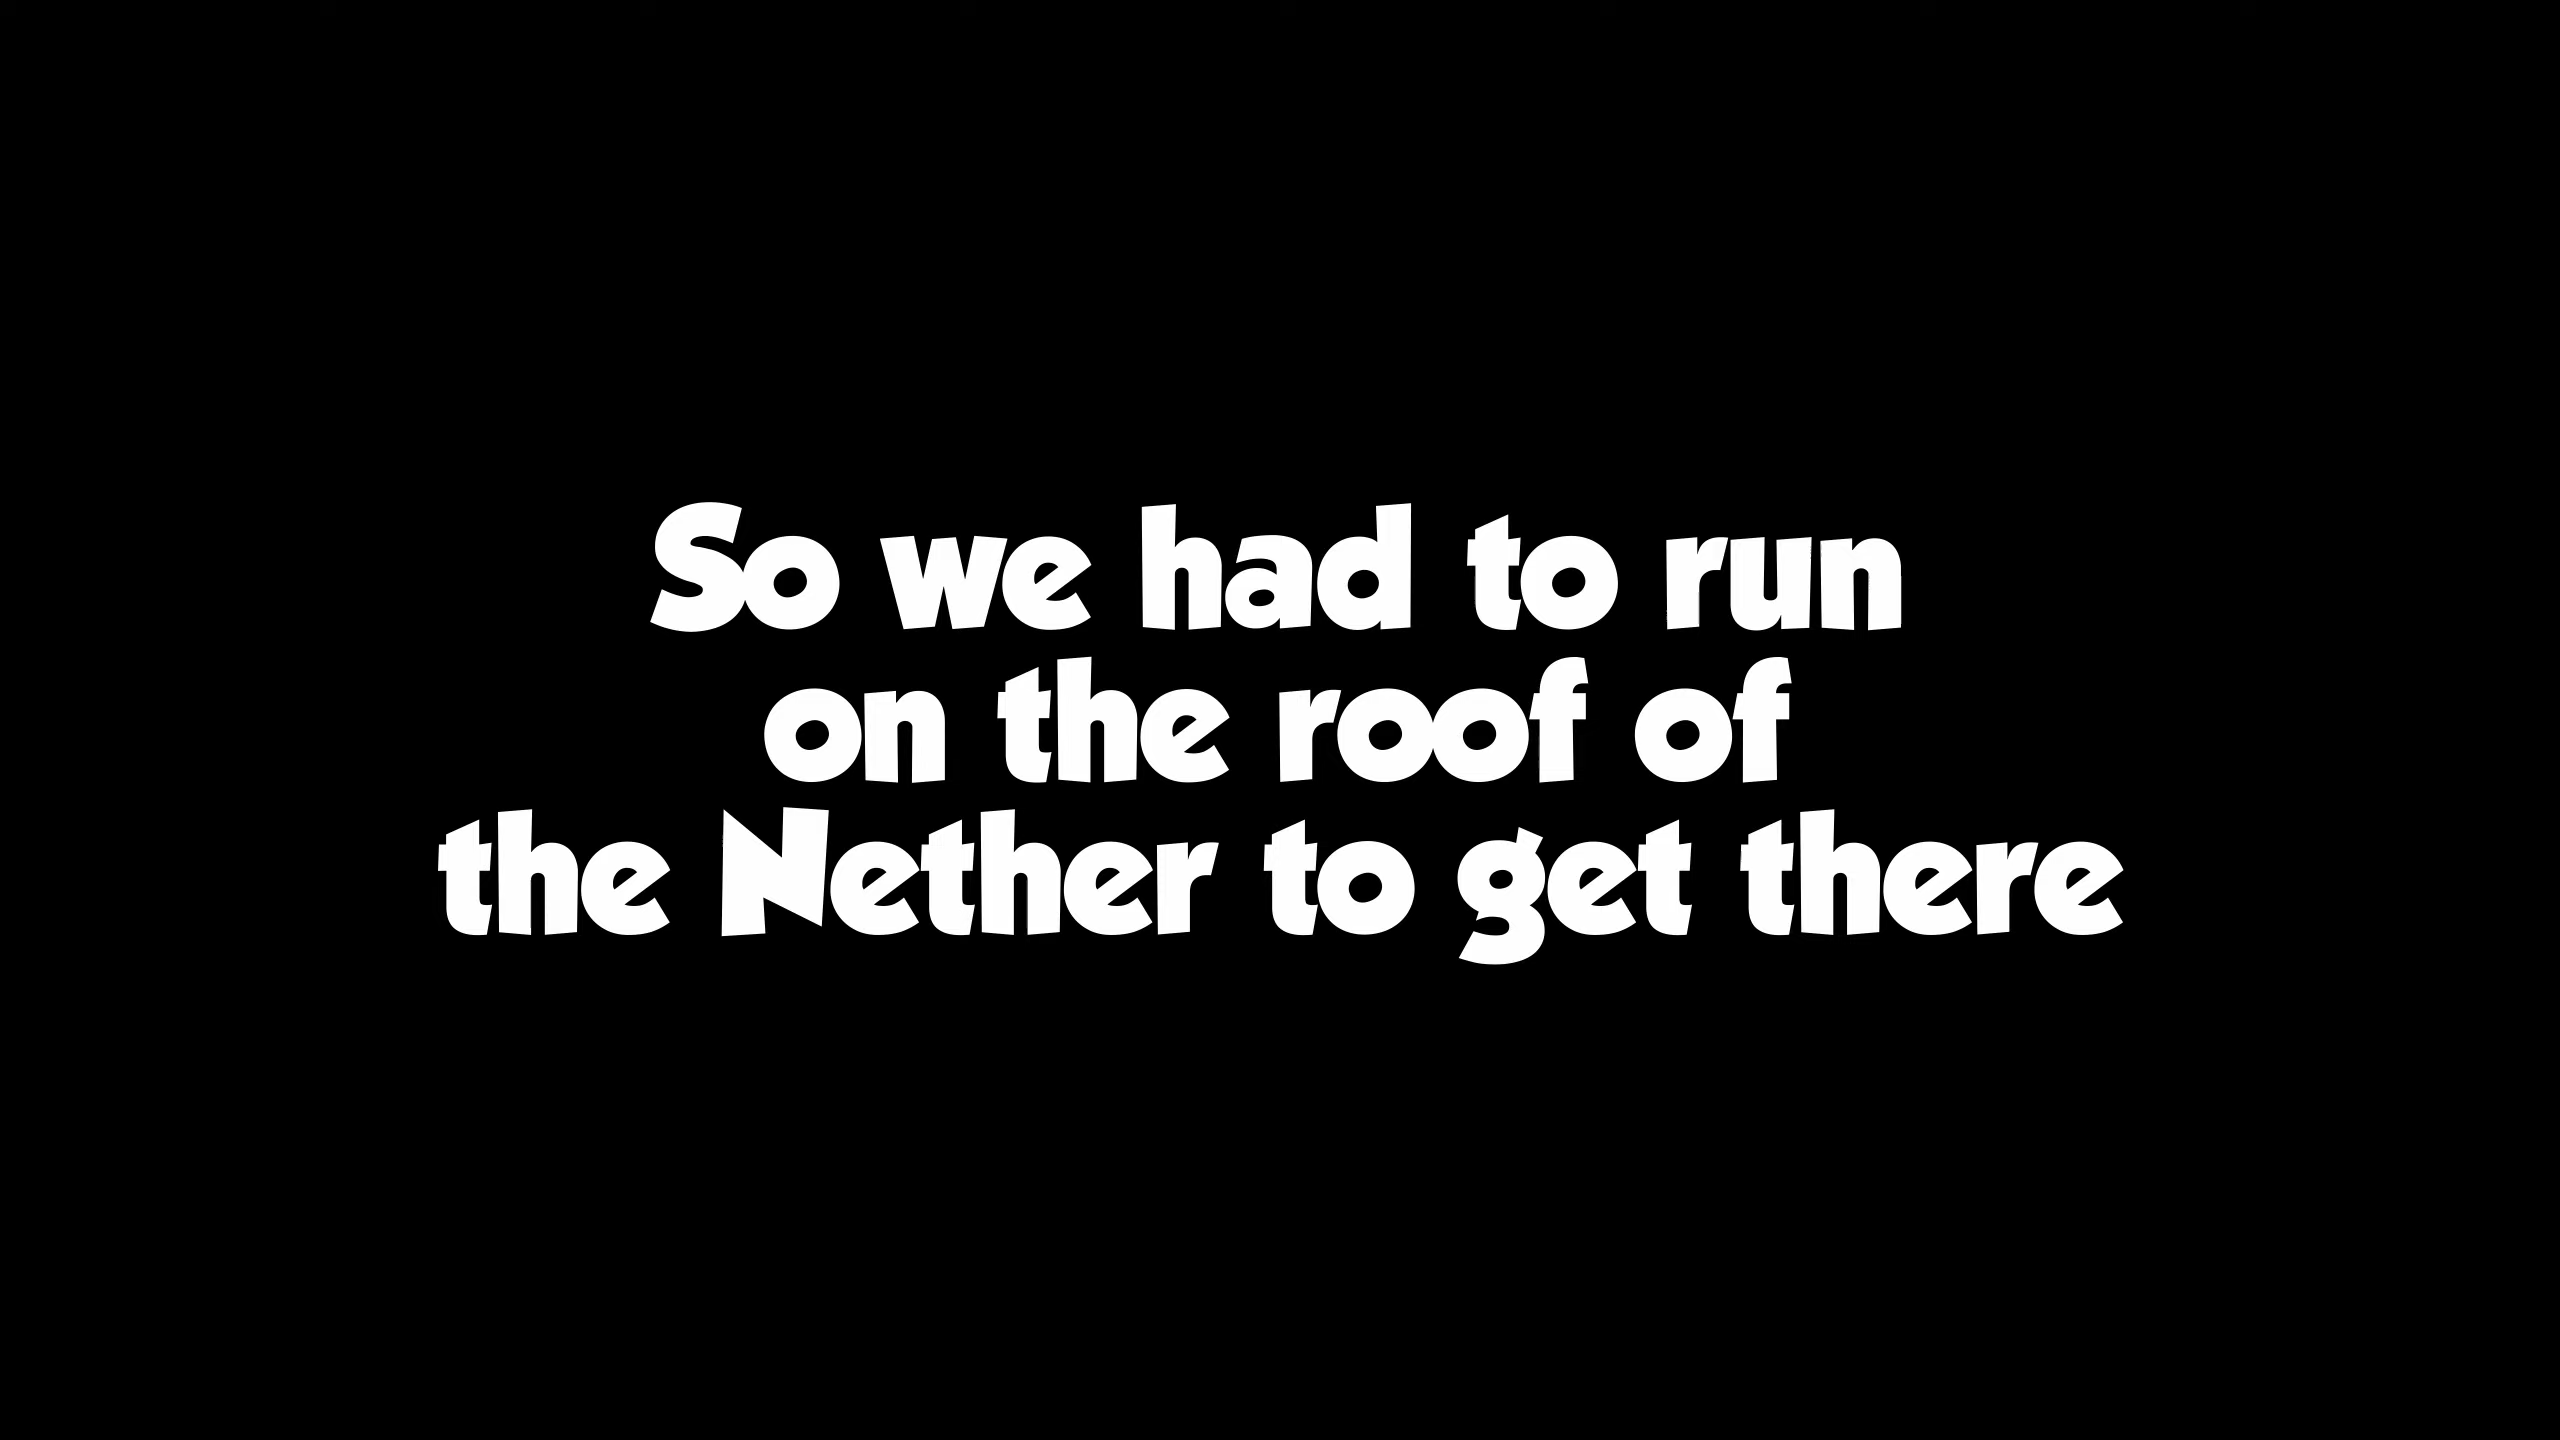 So we had to run
on the roof of
the Nether to get there